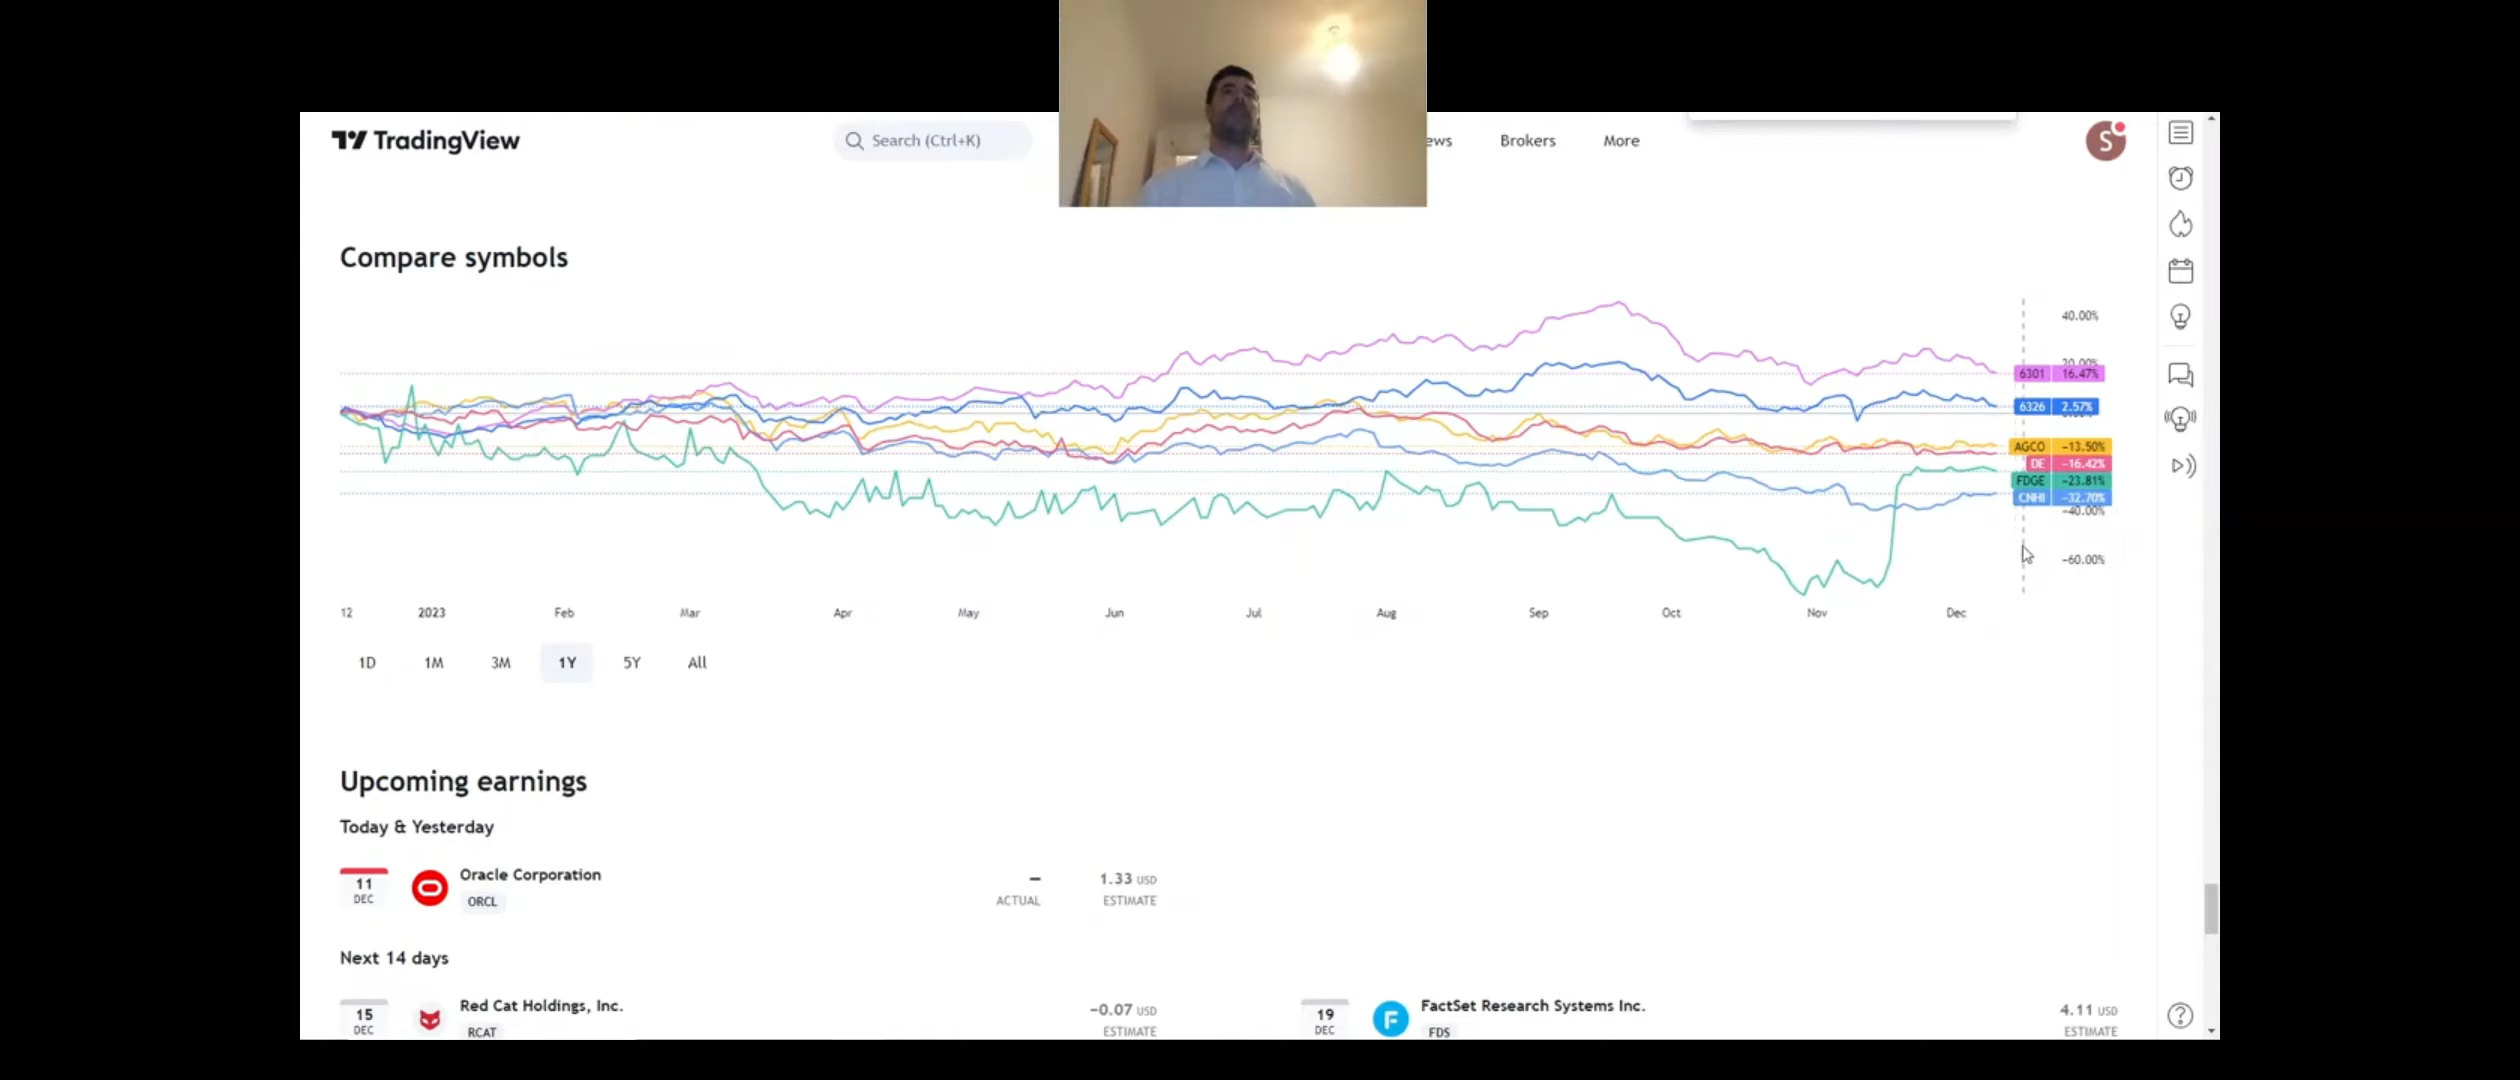 TradingView
Search (Ctrl+K)
ews
Brokers
More
S
Compare symbols
40.00%
20.00%
6301 16.47%
6326 2.57%
AGCO −13.50%
DE −16.42%
FDGE −23.81%
CNHI −32.70%
−40.00%
−60.00%
12 2023 Feb Mar Apr May Jun Jul Aug Sep Oct Nov Dec
1D 1M 3M 1Y 5Y All
Upcoming earnings
Today & Yesterday
11
DEC
Oracle Corporation
ORCL
—
ACTUAL
1.33 USD
ESTIMATE
Next 14 days
15
DEC
Red Cat Holdings, Inc.
RCAT
−0.07 USD
ESTIMATE
19
DEC
F
FactSet Research Systems Inc.
FDS
4.11 USD
ESTIMATE